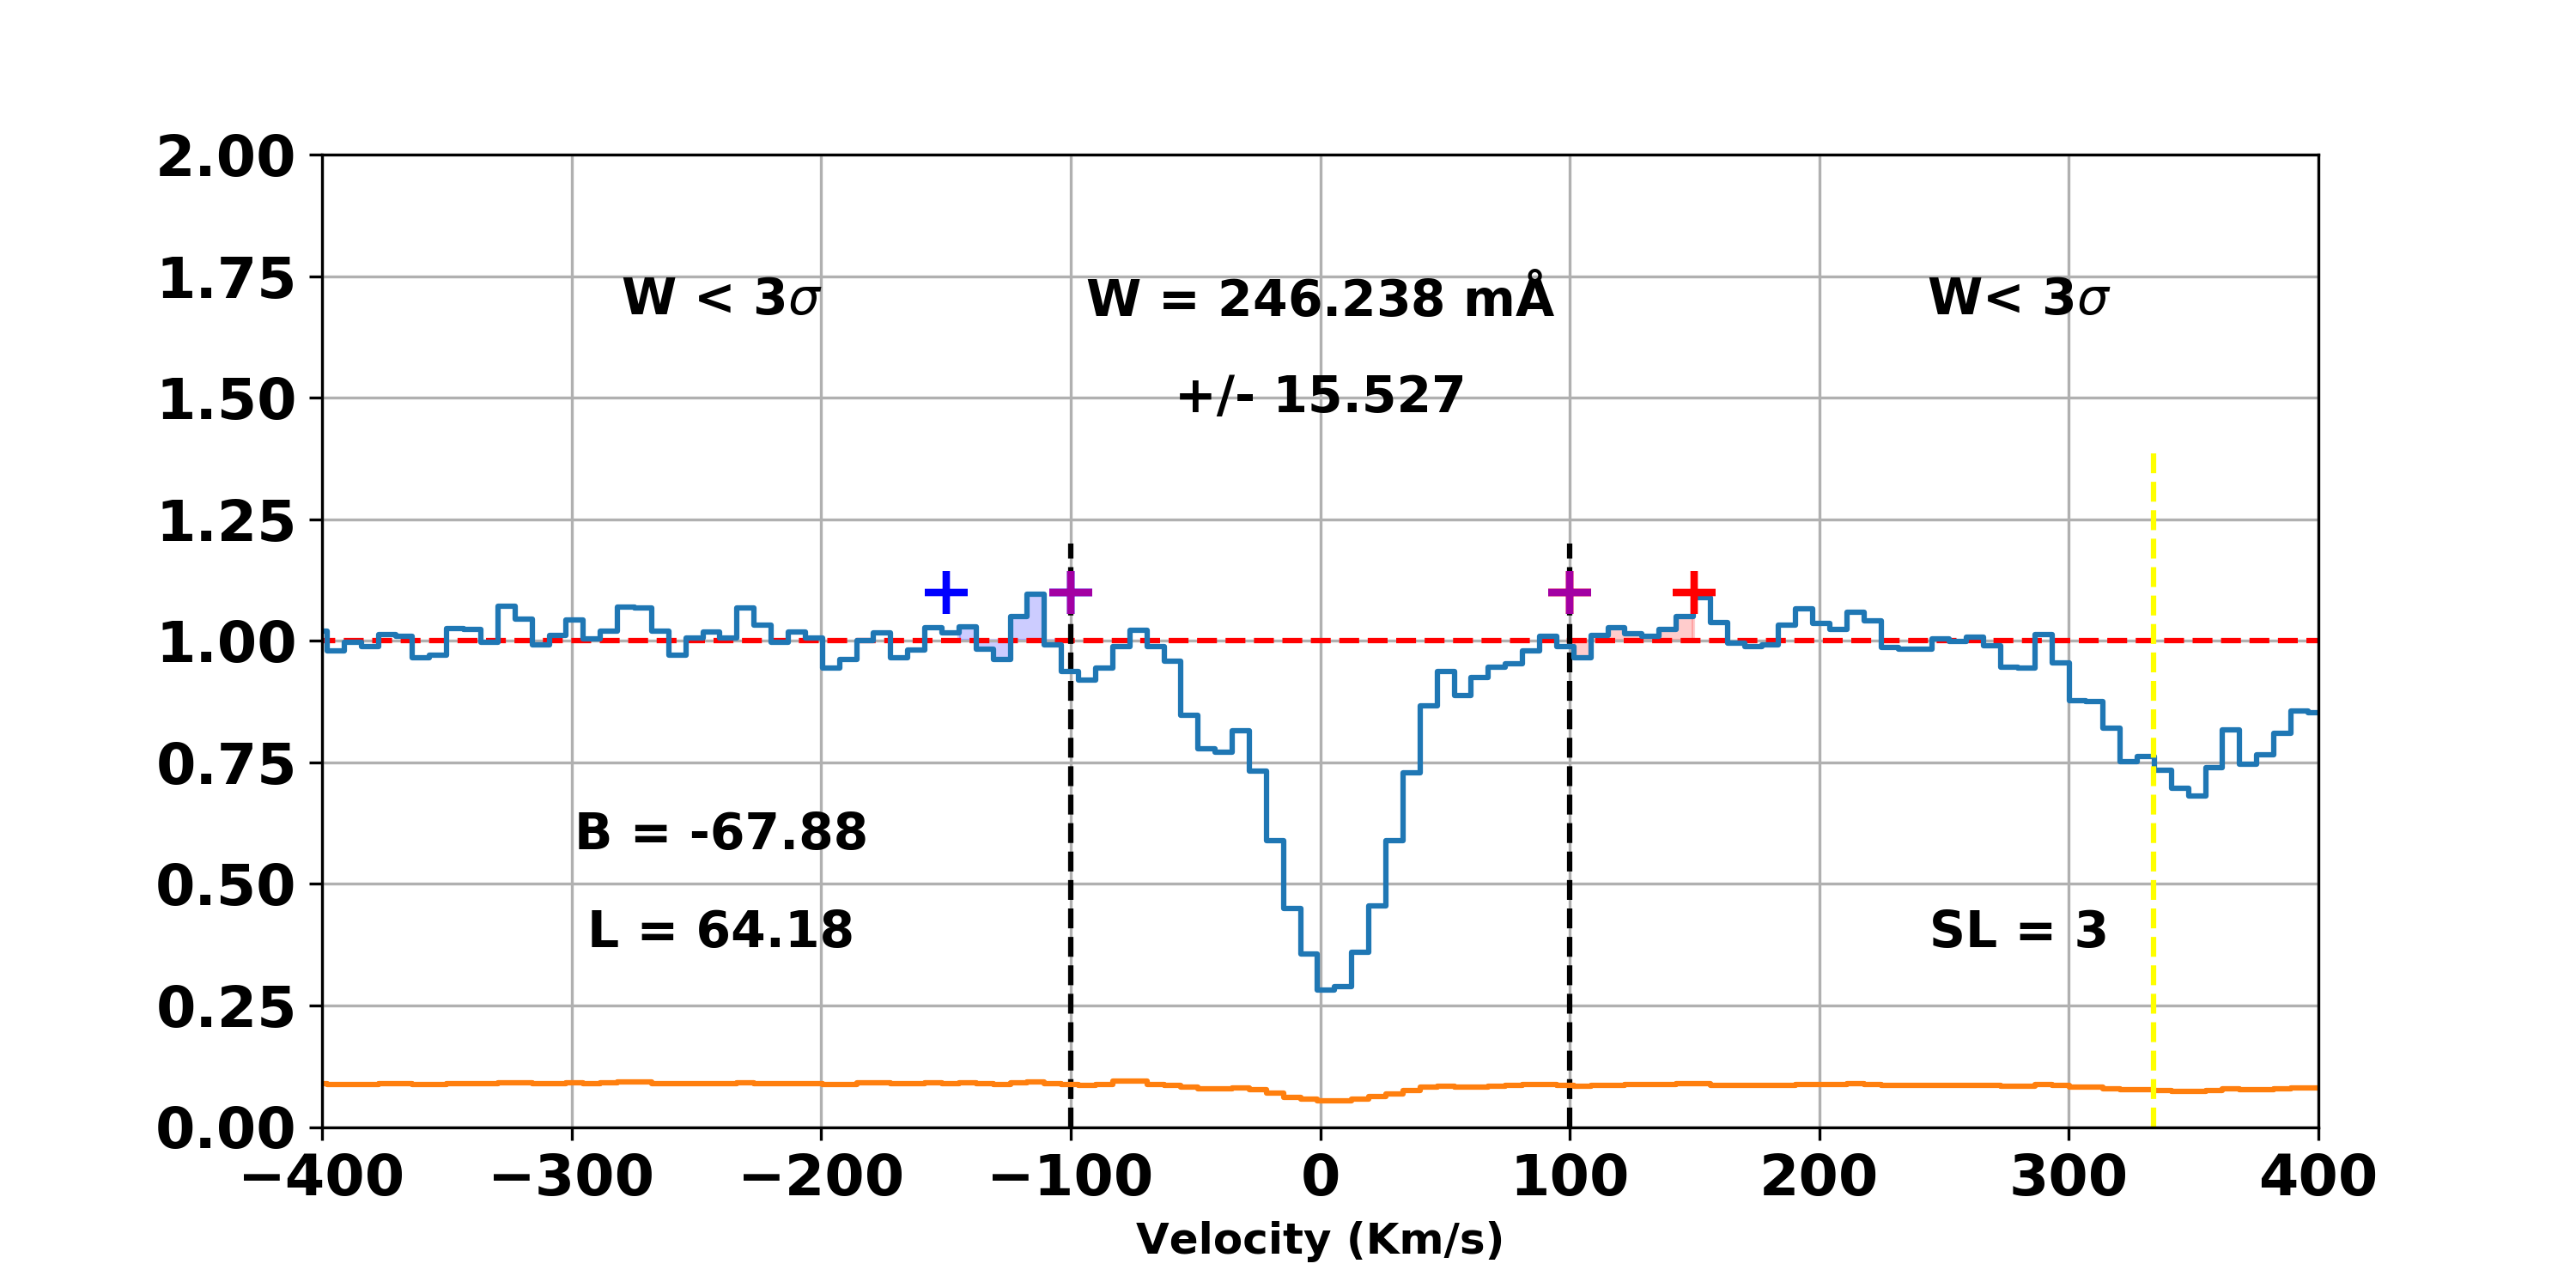 2.00
1.75
1.50
1.25
1.00
0.75
0.50
0.25
0.00
W < 3σ
W = 246.238 mÅ
+/- 15.527
W< 3σ
B = -67.88
L = 64.18
SL = 3
−400 −300 −200 −100 0 100 200 300 400
Velocity (Km/s)